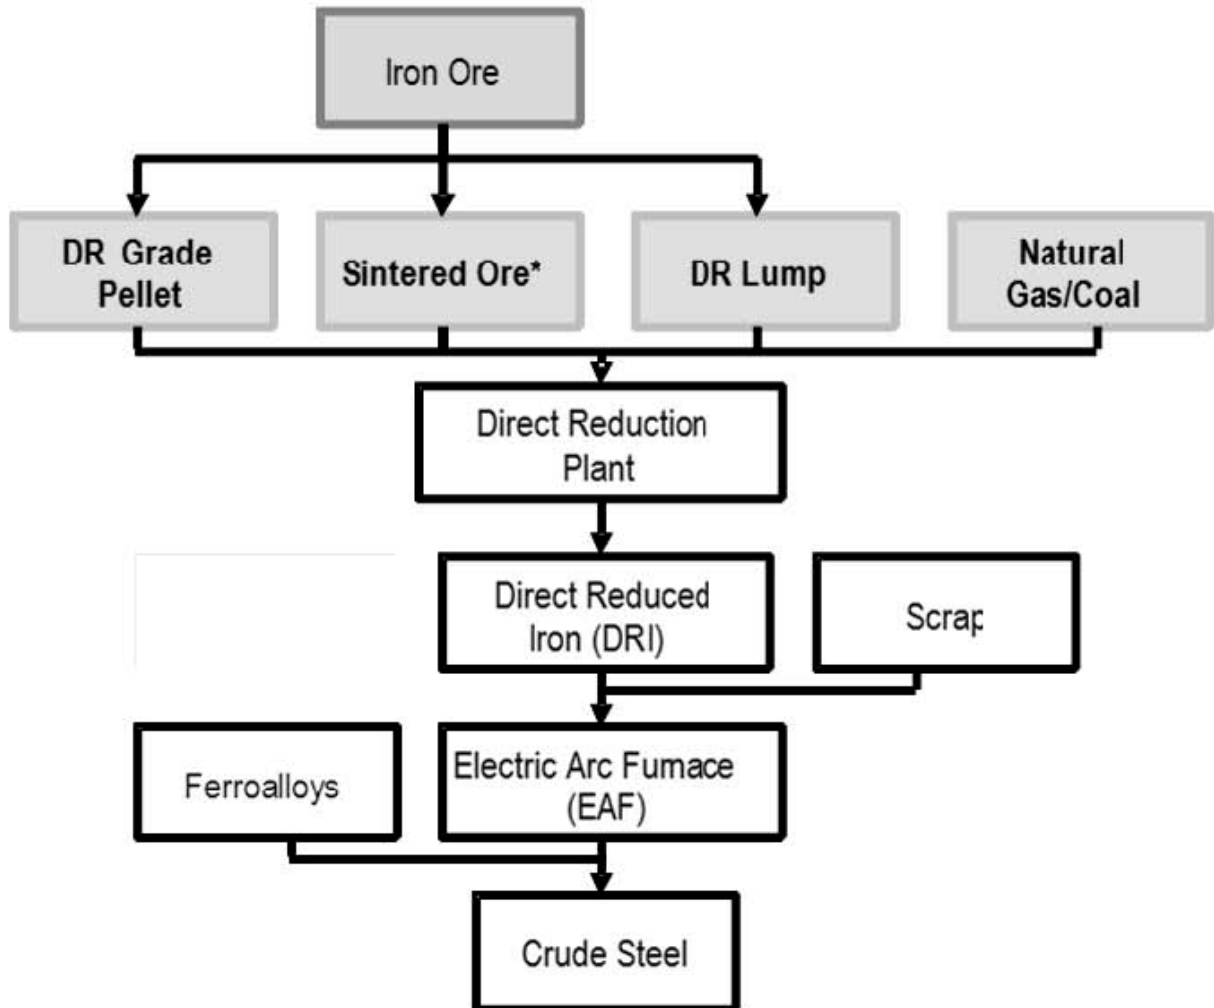 Iron Ore
DR Grade
Pellet
Sintered Ore*
DR Lump
Natural
Gas/Coal
Direct Reduction
Plant
Direct Reduced
Iron (DRI)
Scrap
Ferroalloys
Electric Arc Furnace
(EAF)
Crude Steel